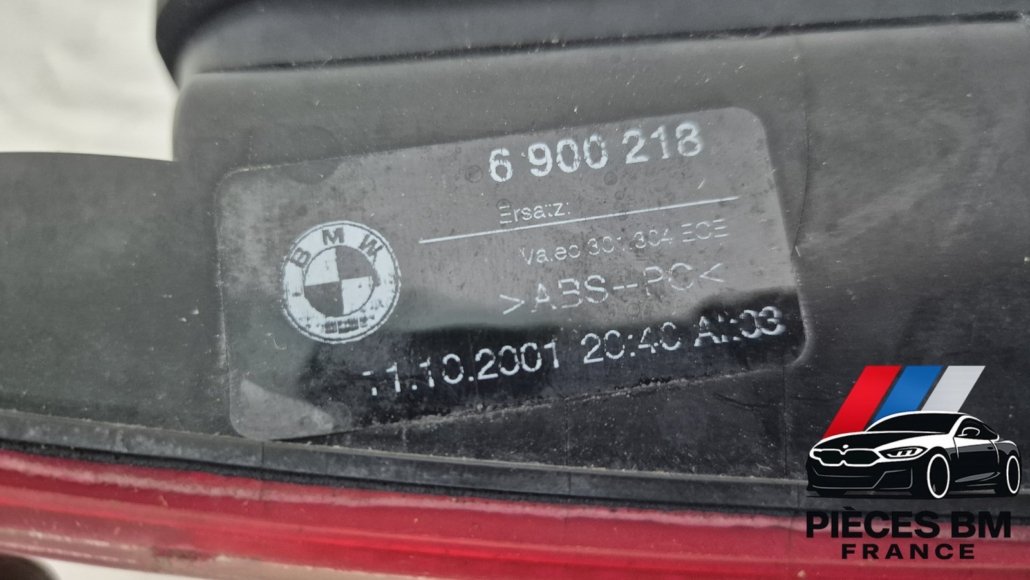 6 900 218
Ersatz:
Valeo 301 304 ECE
BMW
>ABS--PC<
11.10.2001 20:40
PIÈCES BM
FRANCE